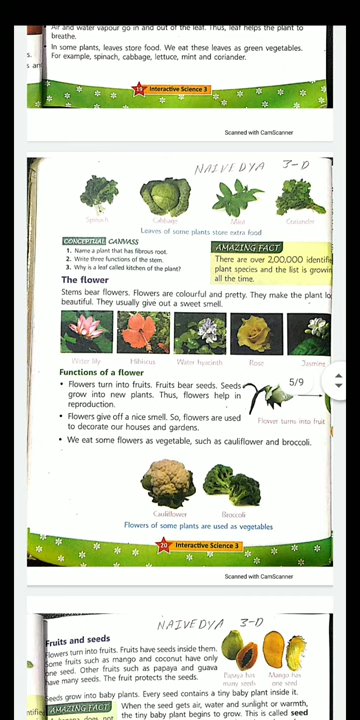 Air and water vapour go in and out of the leaf. Thus, leaf helps the plant to
breathe.
• In some plants, leaves store food. We eat these leaves as green vegetables.
For example, spinach, cabbage, lettuce, mint and coriander.
19 Interactive Science 3
Scanned with CamScanner
NAIVEDYA 3-D
Spinach Cabbage Mint Coriander
Leaves of some plants store extra food
CONCEPTUAL CANVASS
1. Name a plant that has fibrous root.
2. Write three functions of the stem.
3. Why is a leaf called kitchen of the plant?
AMAZING FACT
There are over 2,00,000 identifie
plant species and the list is growin
all the time.
The flower
Stems bear flowers. Flowers are colourful and pretty. They make the plant lo
beautiful. They usually give out a sweet smell.
Water lily Hibiscus Water hyacinth Rose Jasmine
Functions of a flower
• Flowers turn into fruits. Fruits bear seeds. Seeds
grow into new plants. Thus, flowers help in
reproduction.
• Flowers give off a nice smell. So, flowers are used
to decorate our houses and gardens.
5/9
Flower turns into fruit
• We eat some flowers as vegetable, such as cauliflower and broccoli.
Cauliflower Broccoli
Flowers of some plants are used as vegetables
20 Interactive Science 3
Scanned with CamScanner
NAIVEDYA 3-D
Fruits and seeds
Flowers turn into fruits. Fruits have seeds inside them.
Some fruits such as mango and coconut have only
one seed. Other fruits such as papaya and guava
have many seeds. The fruit protects the seeds.
Papaya has
many seeds
Mango has
one seed
Seeds grow into baby plants. Every seed contains a tiny baby plant inside it.
AMAZING FACT
When the seed gets air, water and sunlight or warmth,
the tiny baby plant begins to grow. This is called seed